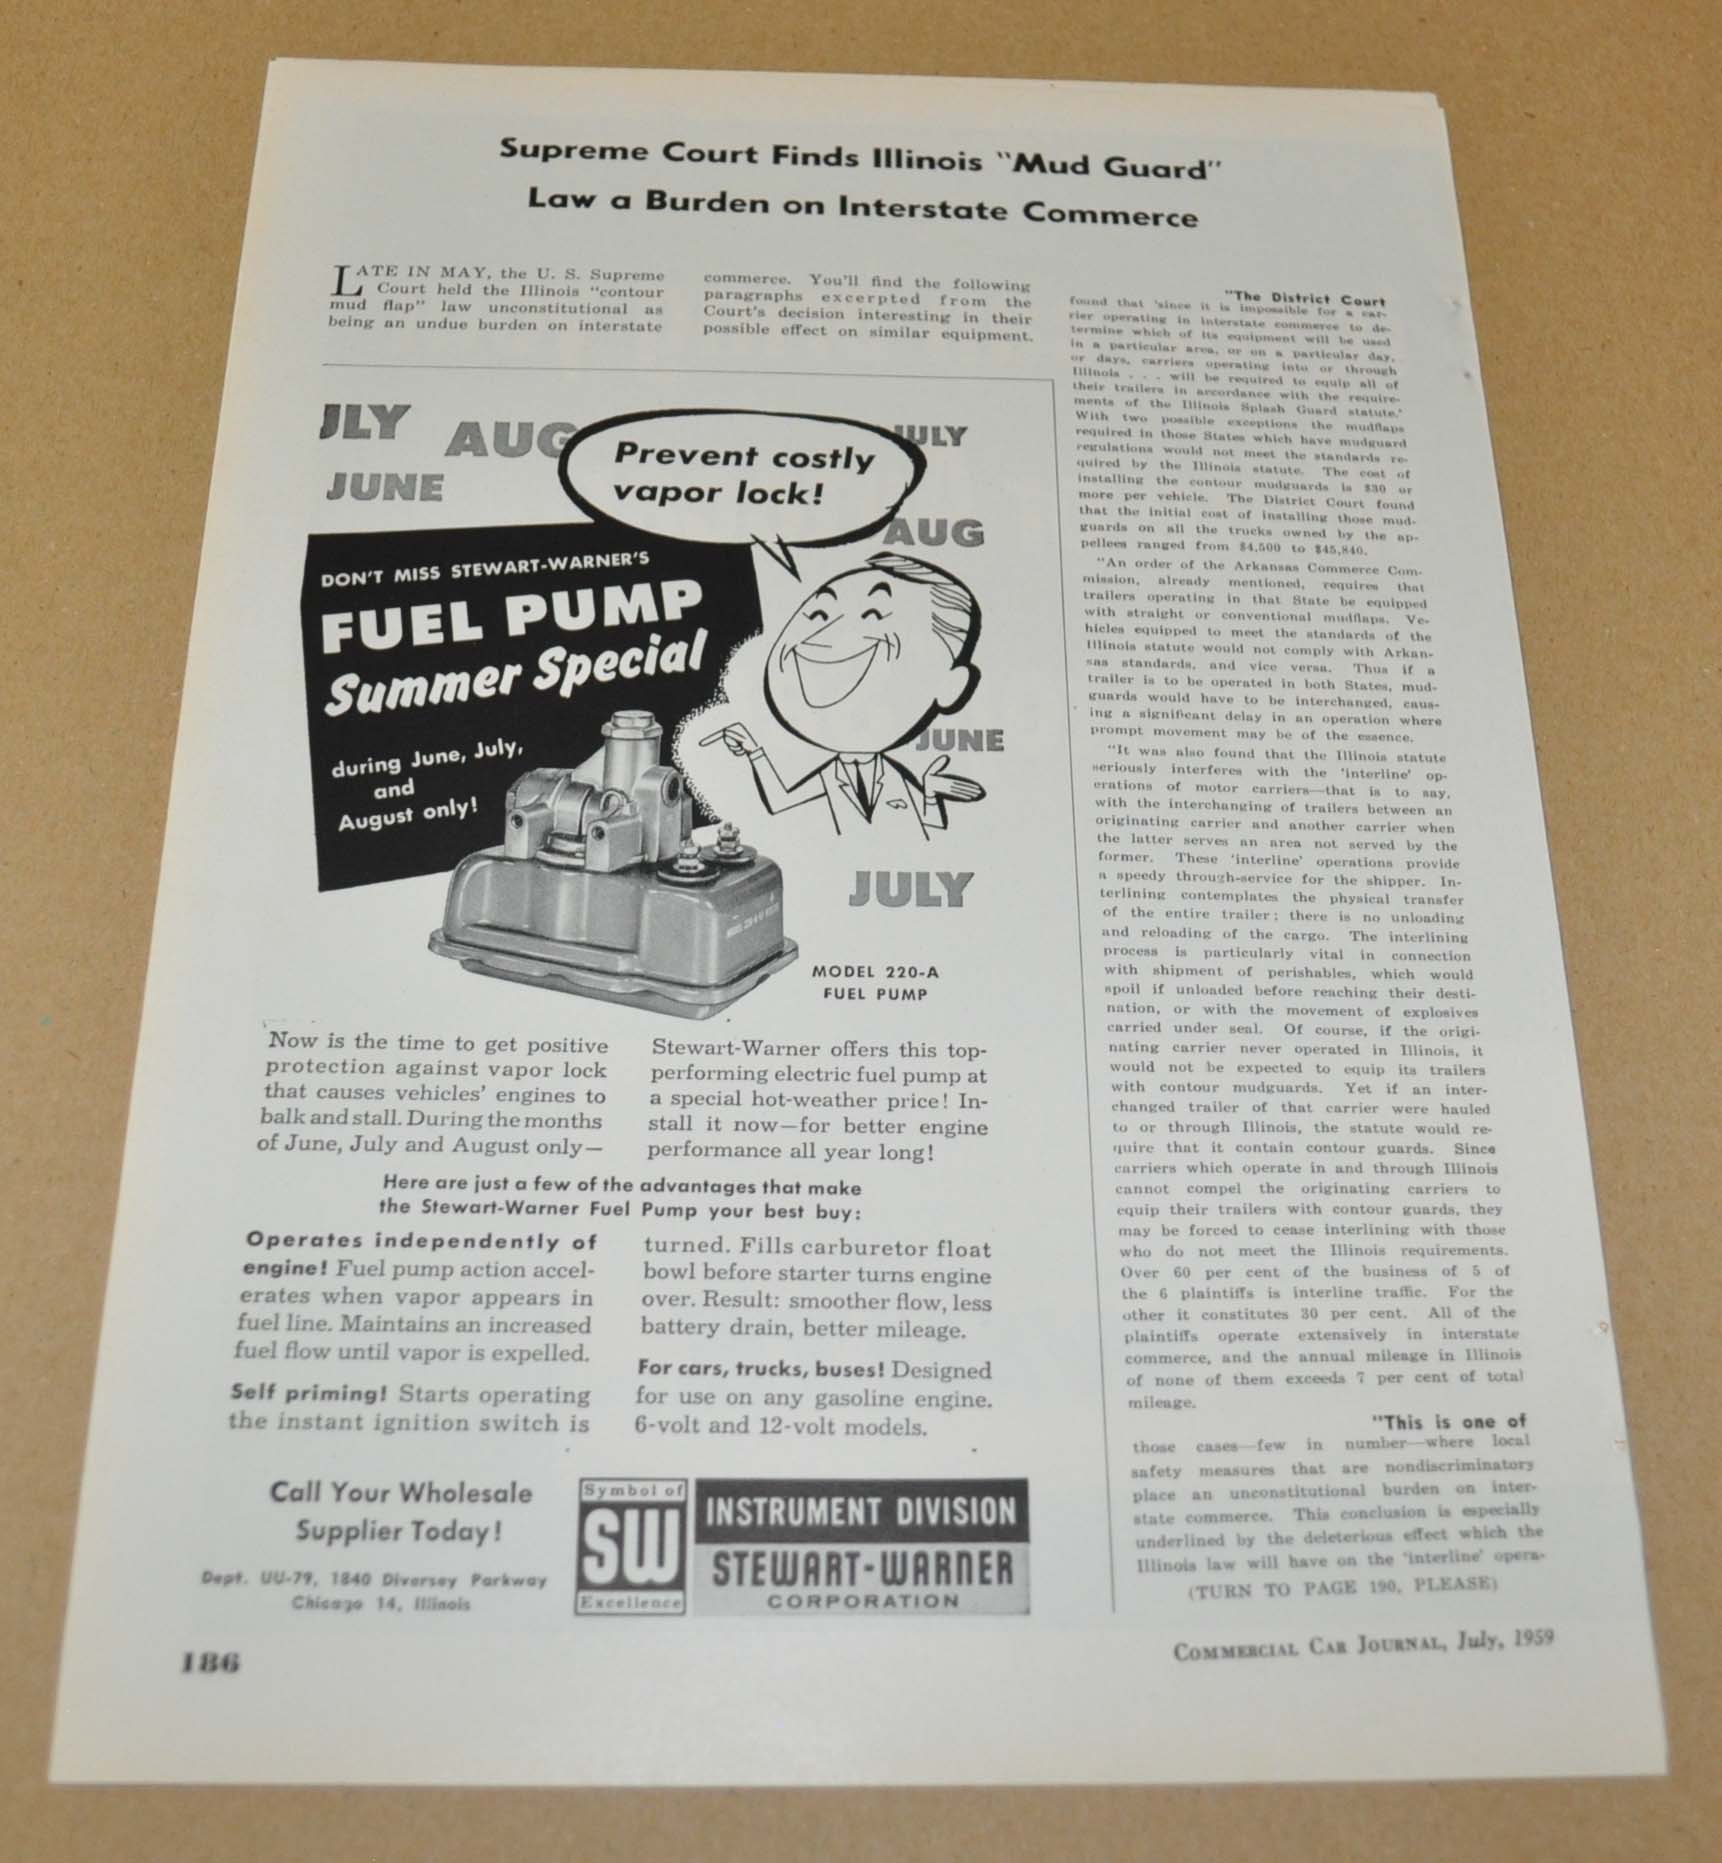 Supreme Court Finds Illinois "Mud Guard"
Law a Burden on Interstate Commerce
LATE IN MAY, the U. S. Supreme
Court held the Illinois "contour
mud flap" law unconstitutional as
being an undue burden on interstate
commerce. You'll find the following
paragraphs excerpted from the
Court's decision interesting in their
possible effect on similar equipment.
"The District Court
found that 'since it is impossible for a car-
rier operating in interstate commerce to de-
termine which of its equipment will be used
in a particular area, or on a particular day,
or days, carriers operating into or through
Illinois . . . will be required to equip all of
their trailers in accordance with the require-
ments of the Illinois Splash Guard statute.'
With two possible exceptions the mudflaps
required in those States which have mudguard
regulations would not meet the standards re-
quired by the Illinois statute. The cost of
installing the contour mudguards is $30 or
more per vehicle. The District Court found
that the initial cost of installing those mud-
guards on all the trucks owned by the ap-
pellees ranged from $4,500 to $45,840.
"An order of the Arkansas Commerce Com-
mission, already mentioned, requires that
trailers operating in that State be equipped
with straight or conventional mudflaps. Ve-
hicles equipped to meet the standards of the
Illinois statute would not comply with Arkan-
sas standards, and vice versa. Thus if a
trailer is to be operated in both States, mud-
guards would have to be interchanged, caus-
ing a significant delay in an operation where
prompt movement may be of the essence.
"It was also found that the Illinois statute
seriously interferes with the 'interline' op-
erations of motor carriers—that is to say,
with the interchanging of trailers between an
originating carrier and another carrier when
the latter serves an area not served by the
former. These 'interline' operations provide
a speedy through-service for the shipper. In-
terlining contemplates the physical transfer
of the entire trailer; there is no unloading
and reloading of the cargo. The interlining
process is particularly vital in connection
with shipment of perishables, which would
spoil if unloaded before reaching their desti-
nation, or with the movement of explosives
carried under seal. Of course, if the origi-
nating carrier never operated in Illinois, it
would not be expected to equip its trailers
with contour mudguards. Yet if an inter-
changed trailer of that carrier were hauled
to or through Illinois, the statute would re-
quire that it contain contour guards. Since
carriers which operate in and through Illinois
cannot compel the originating carriers to
equip their trailers with contour guards, they
may be forced to cease interlining with those
who do not meet the Illinois requirements.
Over 60 per cent of the business of 5 of
the 6 plaintiffs is interline traffic. For the
other it constitutes 30 per cent. All of the
plaintiffs operate extensively in interstate
commerce, and the annual mileage in Illinois
of none of them exceeds 7 per cent of total
mileage.
"This is one of
those cases—few in number—where local
safety measures that are nondiscriminatory
place an unconstitutional burden on inter-
state commerce. This conclusion is especially
underlined by the deleterious effect which the
Illinois law will have on the 'interline' opera-
(TURN TO PAGE 190, PLEASE)
JLY
AUG
JUNE
Prevent costly
vapor lock!
JULY
AUG
JUNE
JULY
DON'T MISS STEWART-WARNER'S
FUEL PUMP
Summer Special
during June, July,
and
August only!
MODEL 220-A
FUEL PUMP
Now is the time to get positive
protection against vapor lock
that causes vehicles' engines to
balk and stall. During the months
of June, July and August only—
Stewart-Warner offers this top-
performing electric fuel pump at
a special hot-weather price! In-
stall it now—for better engine
performance all year long!
Here are just a few of the advantages that make
the Stewart-Warner Fuel Pump your best buy:
Operates independently of
engine! Fuel pump action accel-
erates when vapor appears in
fuel line. Maintains an increased
fuel flow until vapor is expelled.
Self priming! Starts operating
the instant ignition switch is
turned. Fills carburetor float
bowl before starter turns engine
over. Result: smoother flow, less
battery drain, better mileage.
For cars, trucks, buses! Designed
for use on any gasoline engine.
6-volt and 12-volt models.
Call Your Wholesale
Supplier Today!
Dept. UU-79, 1840 Diversey Parkway
Chicago 14, Illinois
Symbol of
SW
Excellence
INSTRUMENT DIVISION
STEWART-WARNER
CORPORATION
186
COMMERCIAL CAR JOURNAL, July, 1959